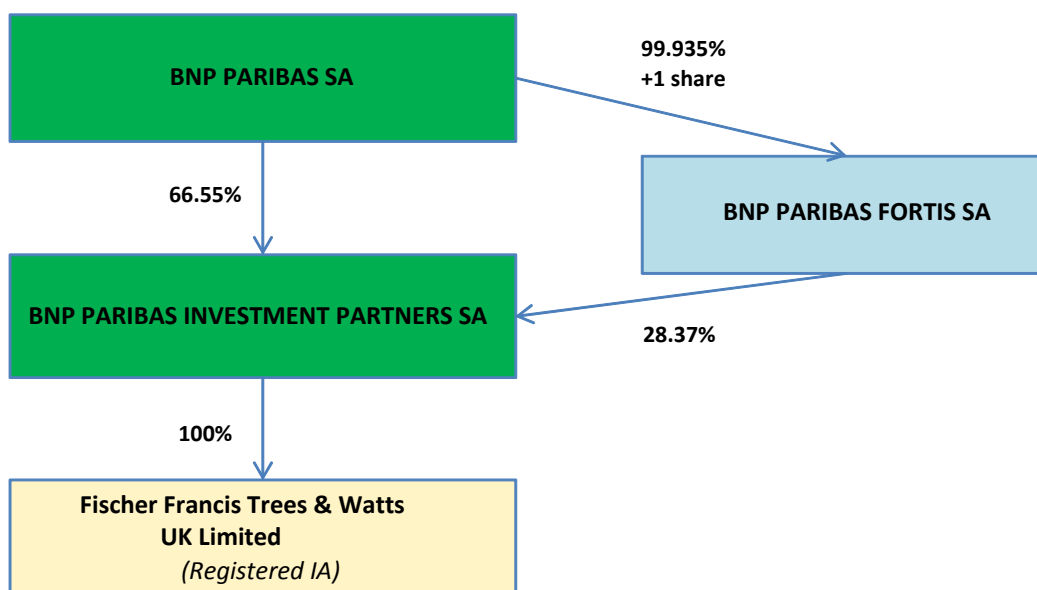 BNP PARIBAS SA
99.935%
+1 share
66.55%
BNP PARIBAS FORTIS SA
BNP PARIBAS INVESTMENT PARTNERS SA
28.37%
100%
Fischer Francis Trees & Watts
UK Limited
(Registered IA)